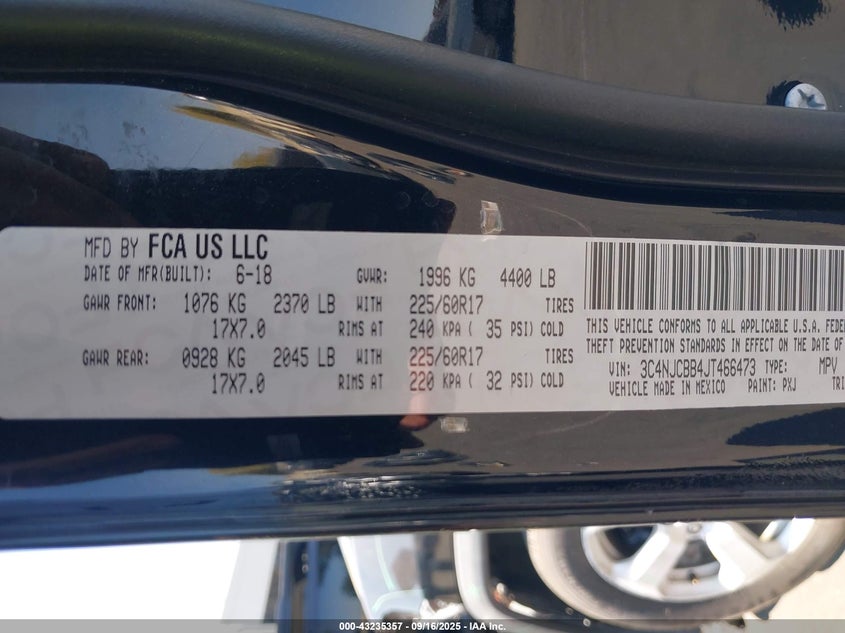 MFD BY FCA US LLC
DATE OF MFR(BUILT): 6-18 GVWR: 1996 KG 4400 LB
GAWR FRONT: 1076 KG 2370 LB WITH 225/60R17 TIRES
17X7.0 RIMS AT 240 KPA ( 35 PSI) COLD
GAWR REAR: 0928 KG 2045 LB WITH 225/60R17 TIRES
17X7.0 RIMS AT 220 KPA ( 32 PSI) COLD
THIS VEHICLE CONFORMS TO ALL APPLICABLE U.S.A. FEDE
THEFT PREVENTION STANDARDS IN EFFECT ON THE DATE O
VIN: 3C4NJCBB4JT466473 TYPE: MPV
VEHICLE MADE IN MEXICO PAINT: PXJ TRI
000-43235357 - 09/16/2025 - IAA Inc.